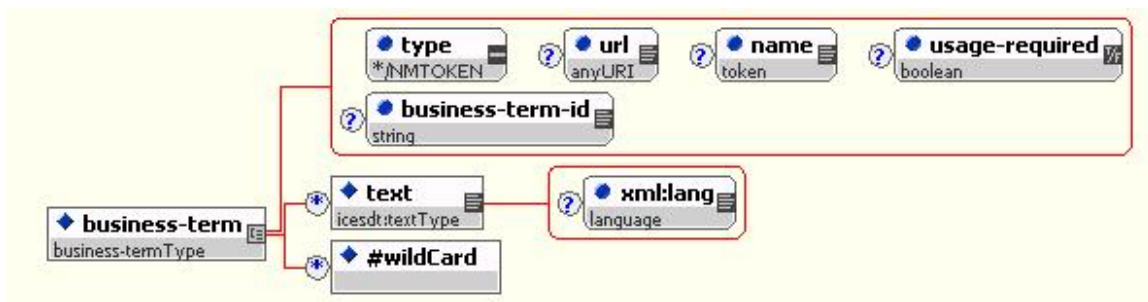 type
*/NMTOKEN
? url
anyURI
? name
token
? usage-required
T/F
boolean
? business-term-id
string
* text
icesdt:textType
? xml:lang
language
business-term
business-termType
* #wildCard